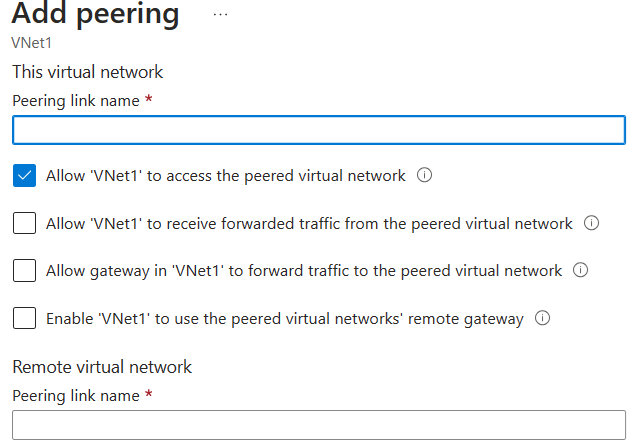 Add peering ...
VNet1
This virtual network
Peering link name *
Allow 'VNet1' to access the peered virtual network
Allow 'VNet1' to receive forwarded traffic from the peered virtual network
Allow gateway in 'VNet1' to forward traffic to the peered virtual network
Enable 'VNet1' to use the peered virtual networks' remote gateway
Remote virtual network
Peering link name *